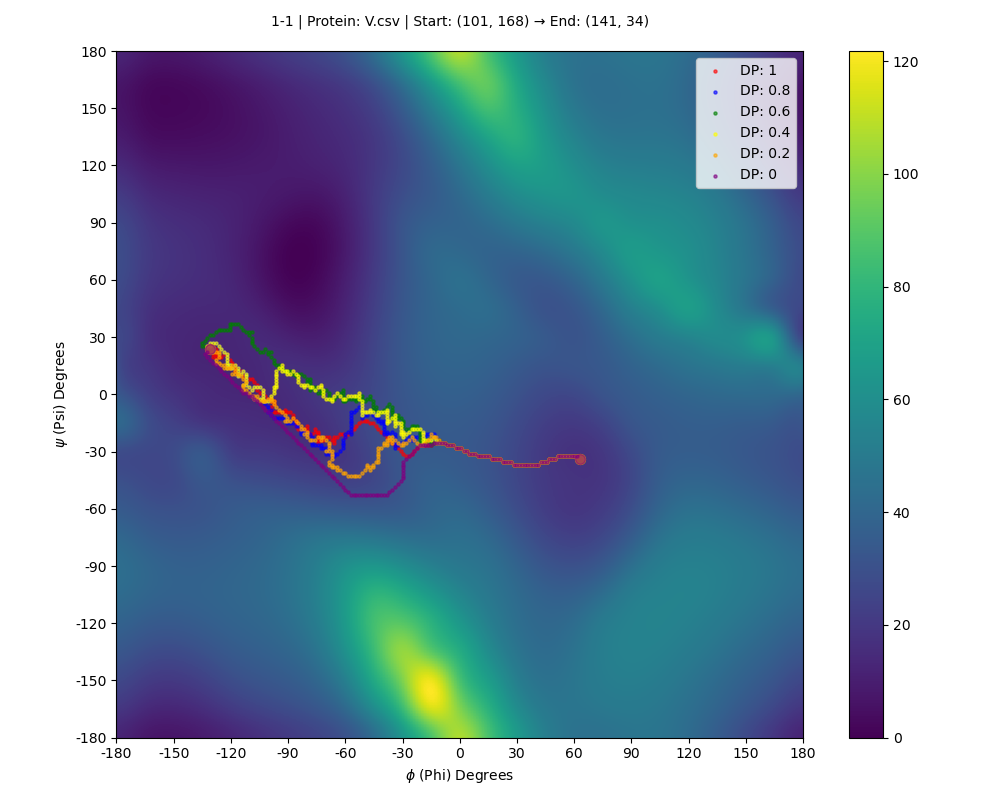 1-1 | Protein: V.csv | Start: (101, 168) → End: (141, 34)
180
150
120
90
60
30
0
-30
-60
-90
-120
-150
-180
ψ (Psi) Degrees
-180 -150 -120 -90 -60 -30 0 30 60 90 120 150 180
ϕ (Phi) Degrees
DP: 1
DP: 0.8
DP: 0.6
DP: 0.4
DP: 0.2
DP: 0
120
100
80
60
40
20
0